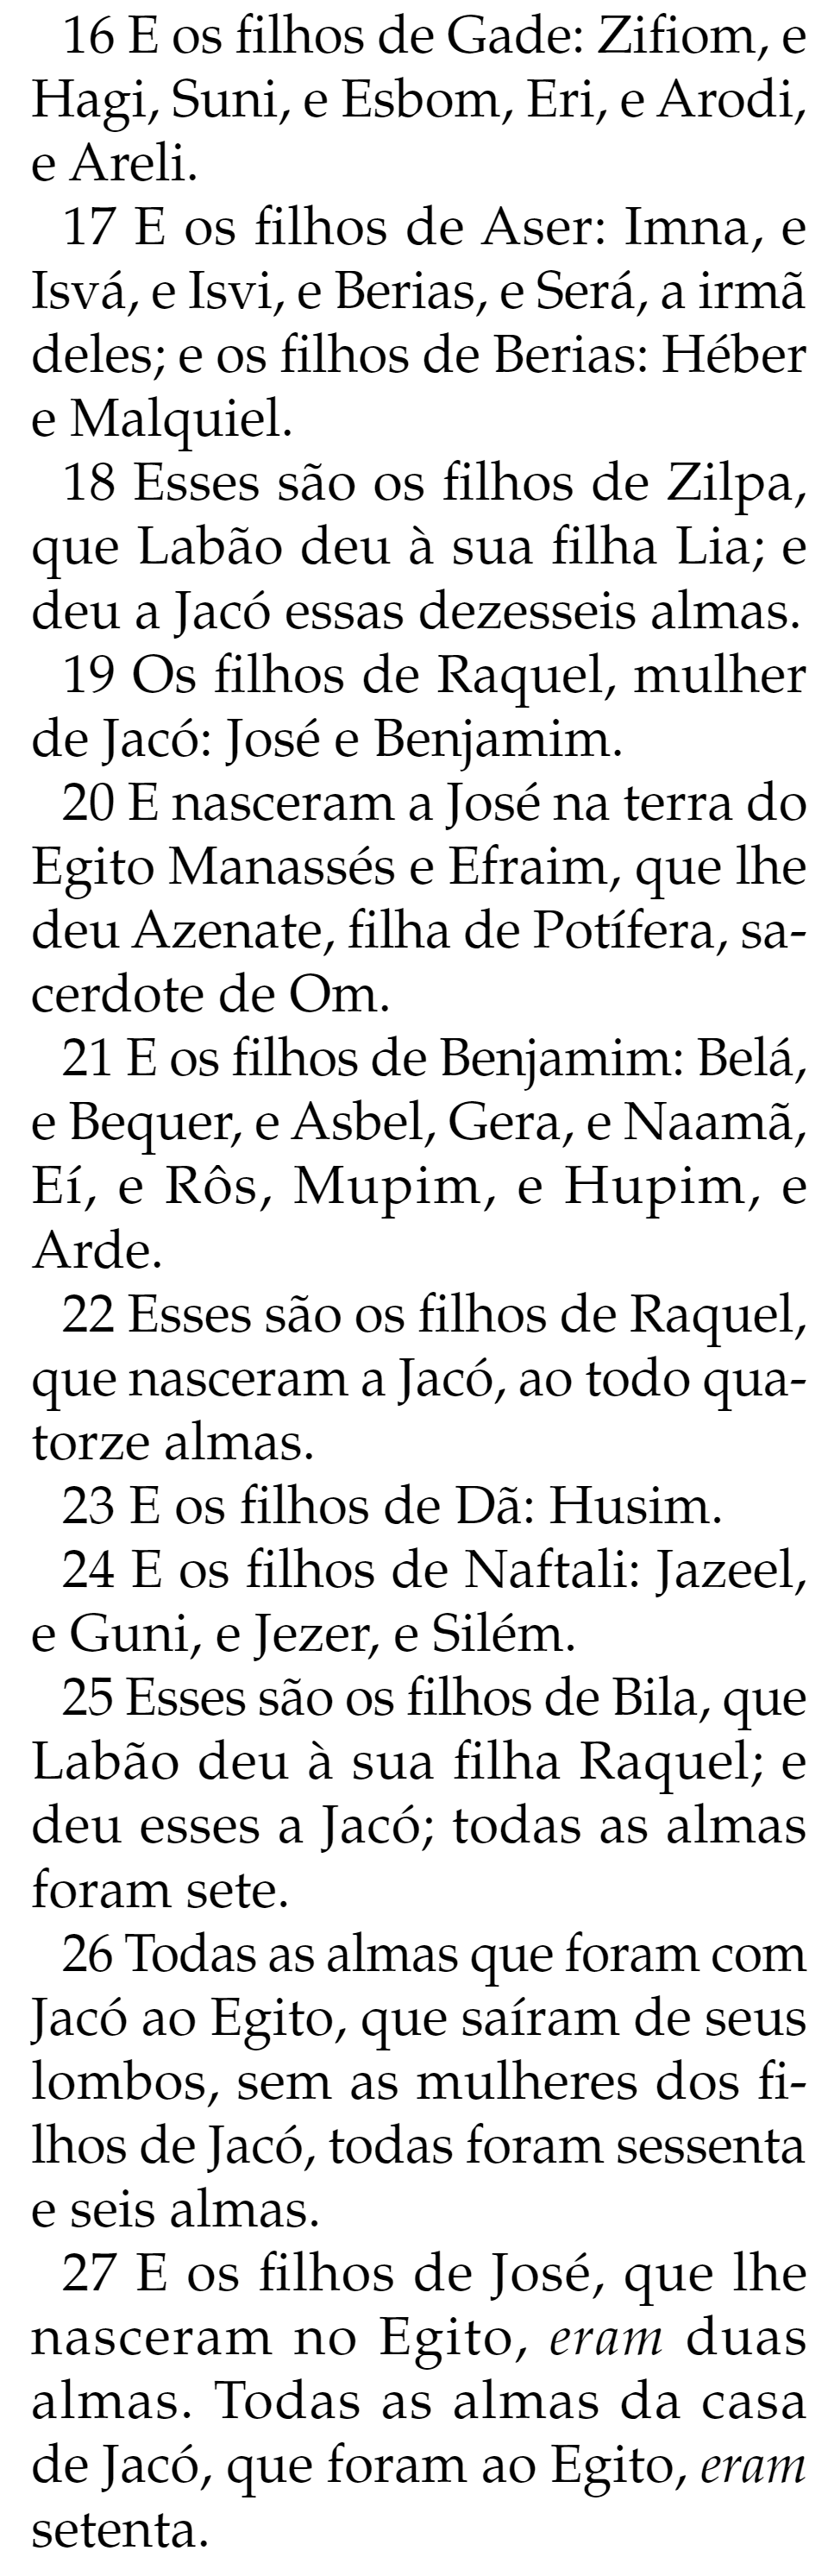 16 E os filhos de Gade: Zifiom, e
Hagi, Suni, e Esbom, Eri, e Arodi,
e Areli.
17 E os filhos de Aser: Imna, e
Isvá, e Isvi, e Berias, e Será, a irmã
deles; e os filhos de Berias: Héber
e Malquiel.
18 Esses são os filhos de Zilpa,
que Labão deu à sua filha Lia; e
deu a Jacó essas dezesseis almas.
19 Os filhos de Raquel, mulher
de Jacó: José e Benjamim.
20 E nasceram a José na terra do
Egito Manassés e Efraim, que lhe
deu Azenate, filha de Potífera, sa-
cerdote de Om.
21 E os filhos de Benjamim: Belá,
e Bequer, e Asbel, Gera, e Naamã,
Eí, e Rôs, Mupim, e Hupim, e
Arde.
22 Esses são os filhos de Raquel,
que nasceram a Jacó, ao todo qua-
torze almas.
23 E os filhos de Dã: Husim.
24 E os filhos de Naftali: Jazeel,
e Guni, e Jezer, e Silém.
25 Esses são os filhos de Bila, que
Labão deu à sua filha Raquel; e
deu esses a Jacó; todas as almas
foram sete.
26 Todas as almas que foram com
Jacó ao Egito, que saíram de seus
lombos, sem as mulheres dos fi-
lhos de Jacó, todas foram sessenta
e seis almas.
27 E os filhos de José, que lhe
nasceram no Egito, eram duas
almas. Todas as almas da casa
de Jacó, que foram ao Egito, eram
setenta.